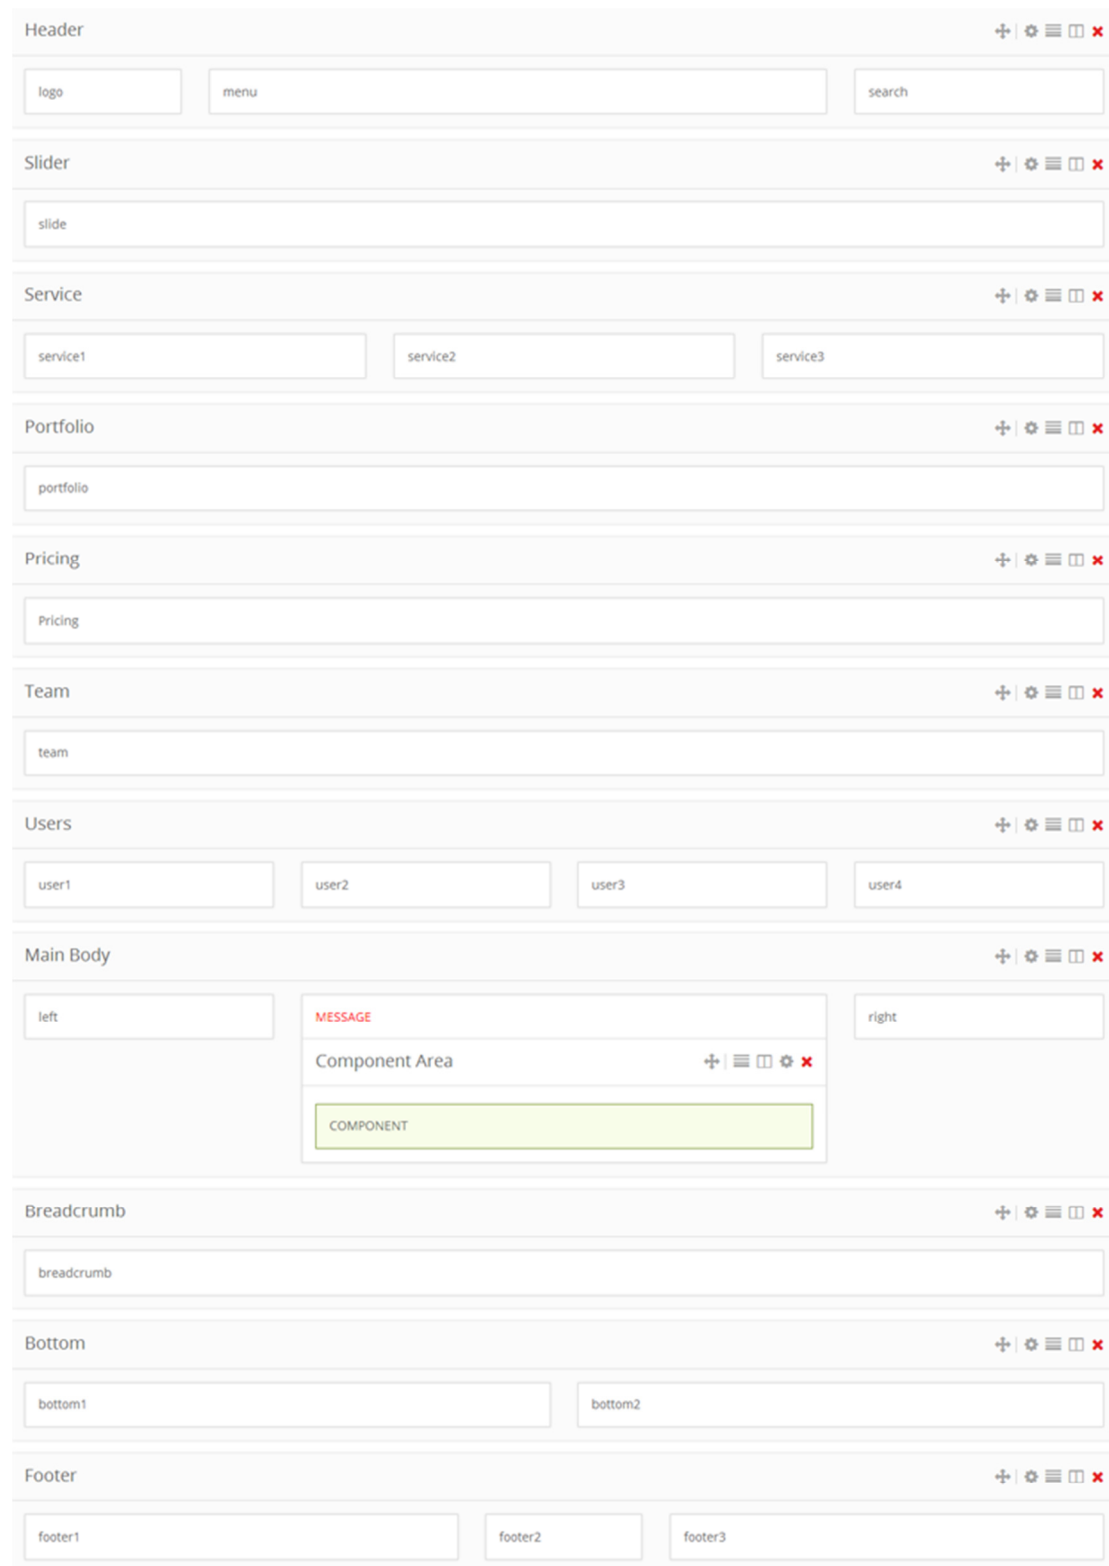 Header
logo menu search
Slider
slide
Service
service1 service2 service3
Portfolio
portfolio
Pricing
Pricing
Team
team
Users
user1 user2 user3 user4
Main Body
left MESSAGE right
Component Area
COMPONENT
Breadcrumb
breadcrumb
Bottom
bottom1 bottom2
Footer
footer1 footer2 footer3